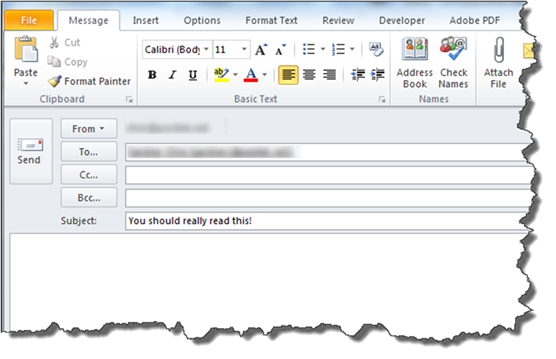 File Message Insert Options Format Text Review Developer Adobe PDF
Cut
Copy
Format Painter
Paste
Clipboard
Calibri (Body 11
B I U
Basic Text
Address Book
Check Names
Names
Attach File
Send
From
To...
Cc...
Bcc...
Subject: You should really read this!